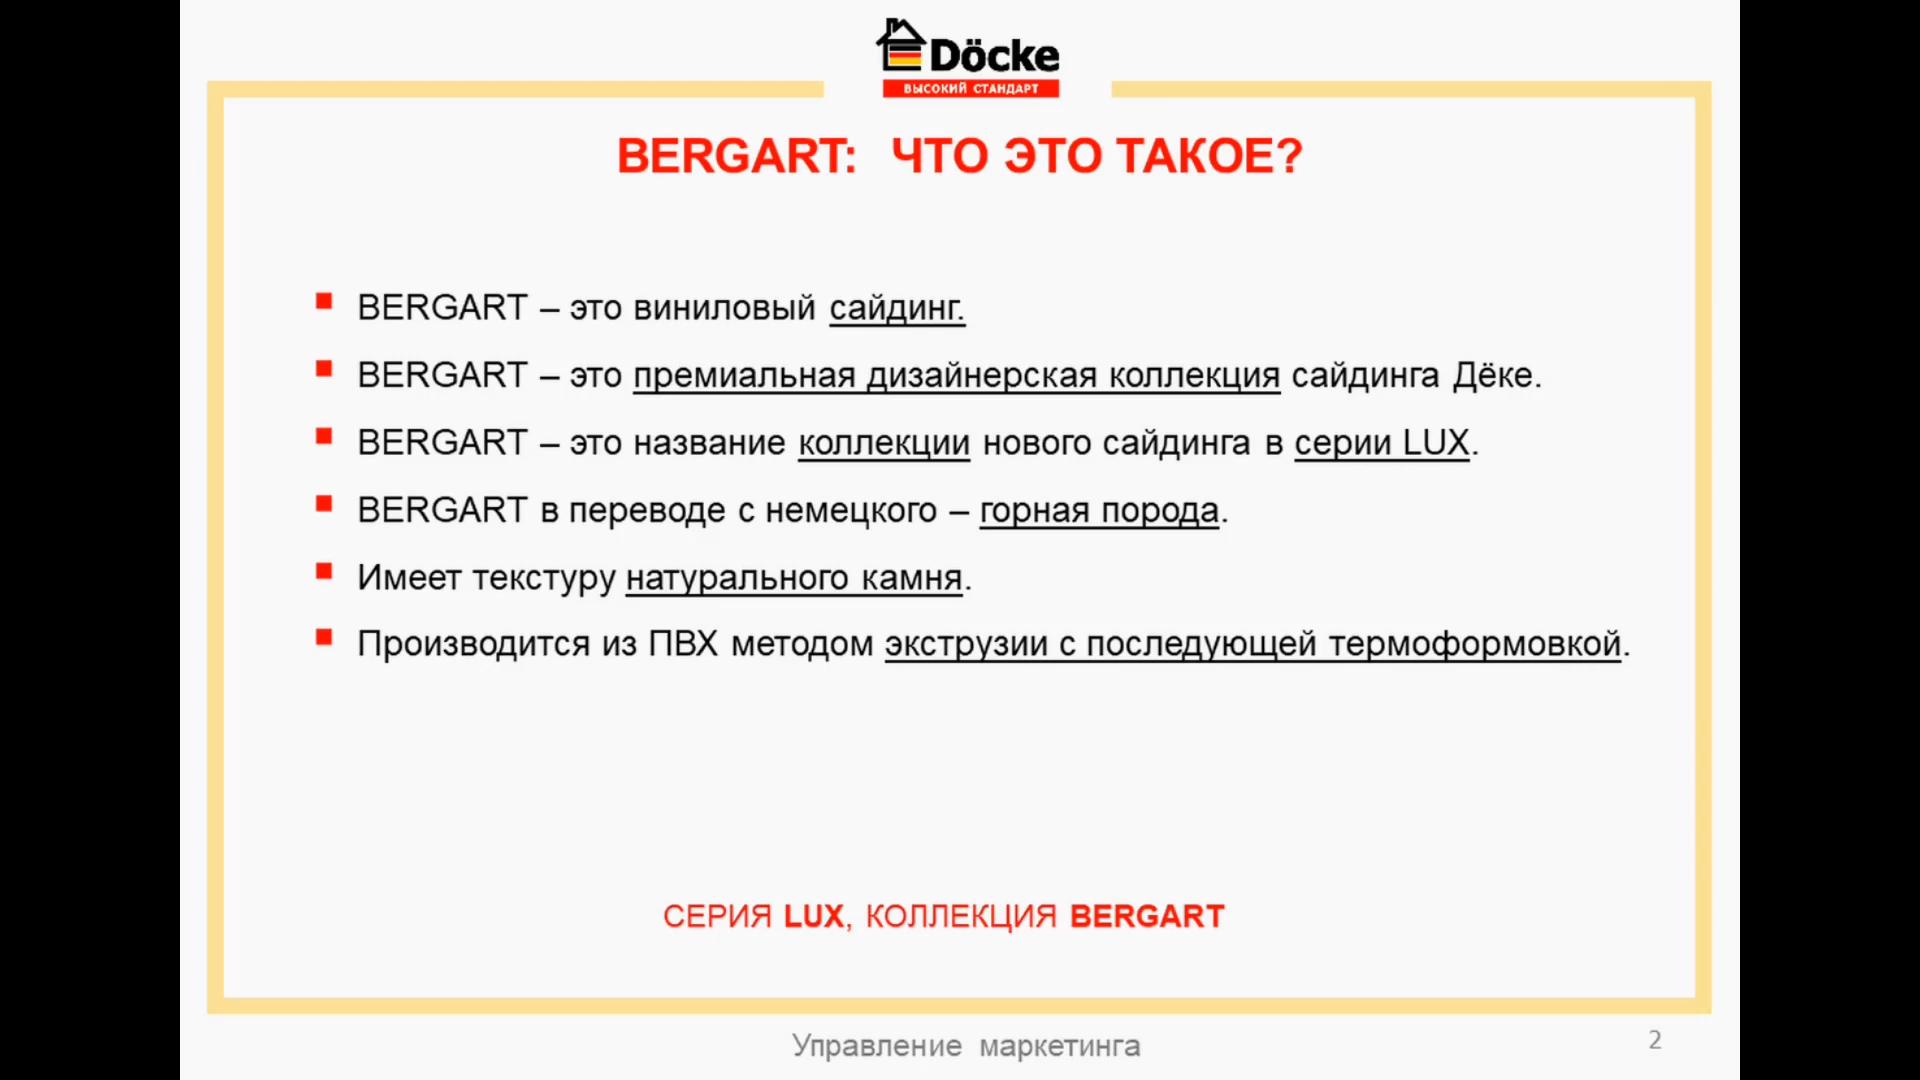 Döcke
ВЫСОКИЙ СТАНДАРТ
BERGART: ЧТО ЭТО ТАКОЕ?
BERGART – это виниловый сайдинг.
BERGART – это премиальная дизайнерская коллекция сайдинга Дёке.
BERGART – это название коллекции нового сайдинга в серии LUX.
BERGART в переводе с немецкого – горная порода.
Имеет текстуру натурального камня.
Производится из ПВХ методом экструзии с последующей термоформовкой.
СЕРИЯ LUX, КОЛЛЕКЦИЯ BERGART
Управление маркетинга
2